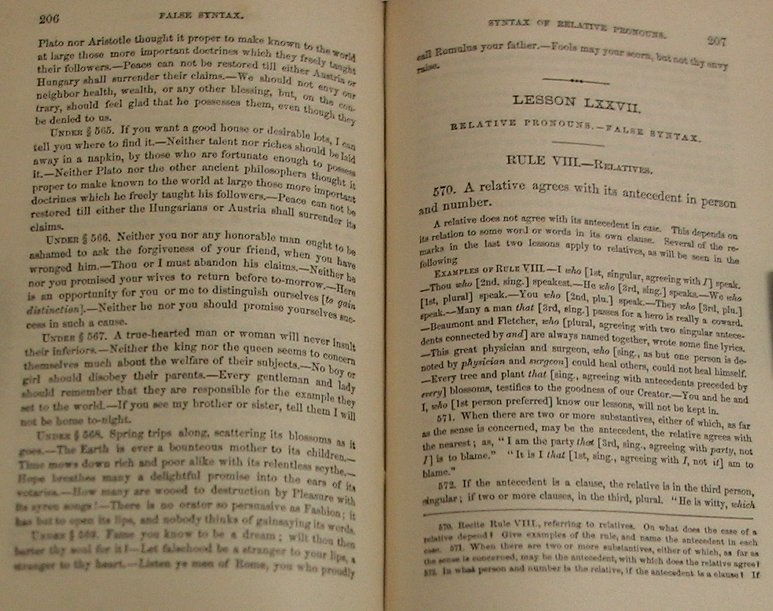 206
FALSE SYNTAX.
Plato nor Aristotle thought it proper to make known to the world
at large those more important doctrines which they freely taught
their followers.—Peace can not be restored till either Austria or
Hungary shall surrender their claims.—We should not envy our
neighbor health, wealth, or any other blessing, but, on the con-
trary, should feel glad that he possesses them, even though they
be denied to us.
UNDER § 565. If you want a good house or desirable lots, I can
tell you where to find it.—Neither talent nor riches should be laid
away in a napkin, by those who are fortunate enough to possess
it.—Neither Plato nor the other ancient philosophers thought it
proper to make known to the world at large those more important
doctrines which he freely taught his followers.—Peace can not be
restored till either the Hungarians or Austria shall surrender its
claims.
UNDER § 566. Neither you nor any honorable man ought to be
ashamed to ask the forgiveness of your friend, when you have
wronged him.—Thou or I must abandon his claims.—Neither he
nor you promised your wives to return before to-morrow.—Here
is an opportunity for you or me to distinguish ourselves [to gain
distinction].—Neither he nor you should promise yourselves suc-
cess in such a cause.
UNDER § 567. A true-hearted man or woman will never insult
their inferiors.—Neither the king nor the queen seems to concern
themselves much about the welfare of their subjects.—No boy or
girl should disobey their parents.—Every gentleman and lady
should remember that they are responsible for the example they
set to the world.—If you see my brother or sister, tell them I will
not be home to-night.
UNDER § 568. Spring trips along, scattering its blossoms as it
goes.—The Earth is ever a bounteous mother to its children.—
Time mows down rich and poor alike with its relentless scythe.—
Hope breathes many a delightful promise into the ears of its
votaries.—How many are wooed to destruction by Pleasure with
its syren songs!—There is no orator so persuasive as Fashion; it
has but to open its lips, and nobody thinks of gainsaying its words.
UNDER § 569. Fame you know to be a dream; will thou then
barter thy soul for it?—Let falsehood be a stranger to your lips, a
stranger to thy heart.—Listen ye men of Rome, you who proudly
SYNTAX OF RELATIVE PRONOUNS.
207
call Romulus your father.—Fools may your scorn, but not thy envy
raise.
LESSON LXXVII.
RELATIVE PRONOUNS.—FALSE SYNTAX.
RULE VIII.—RELATIVES.
570. A relative agrees with its antecedent in person
and number.
A relative does not agree with its antecedent in case. This depends on
its relation to some word or words in its own clause. Several of the re-
marks in the last two lessons apply to relatives, as will be seen in the
following
EXAMPLES OF RULE VIII.—I who [1st, singular, agreeing with I] speak.
—Thou who [2nd, sing.] speakest.—He who [3rd, sing.] speaks.—We who
[1st, plural] speak.—You who [2nd, plu.] speak.—They who [3rd, plu.]
speak.—Many a man that [3rd, sing.] passes for a hero is really a coward.
—Beaumont and Fletcher, who [plural, agreeing with two singular antece-
dents connected by and] are always named together, wrote some fine lyrics.
—This great physician and surgeon, who [sing., as but one person is de-
noted by physician and surgeon] could heal others, could not heal himself.
—Every tree and plant that [sing., agreeing with antecedents preceded by
every] blossoms, testifies to the goodness of our Creator.—You and he and
I, who [1st person preferred] know our lessons, will not be kept in.
571. When there are two or more substantives, either of which, as far
as the sense is concerned, may be the antecedent, the relative agrees with
the nearest; as, "I am the party that [3rd, sing., agreeing with party, not
I] is to blame." "It is I that [1st, sing., agreeing with I, not it] am to
blame."
572. If the antecedent is a clause, the relative is in the third person,
singular; if two or more clauses, in the third, plural. "He is witty, which
570. Recite Rule VIII., referring to relatives. On what does the case of a
relative depend? Give examples of the rule, and name the antecedent in each
case. 571. When there are two or more substantives, either of which, as far as
the sense is concerned, may be the antecedent, with which does the relative agree?
572. In what person and number is the relative, if the antecedent is a clause? If